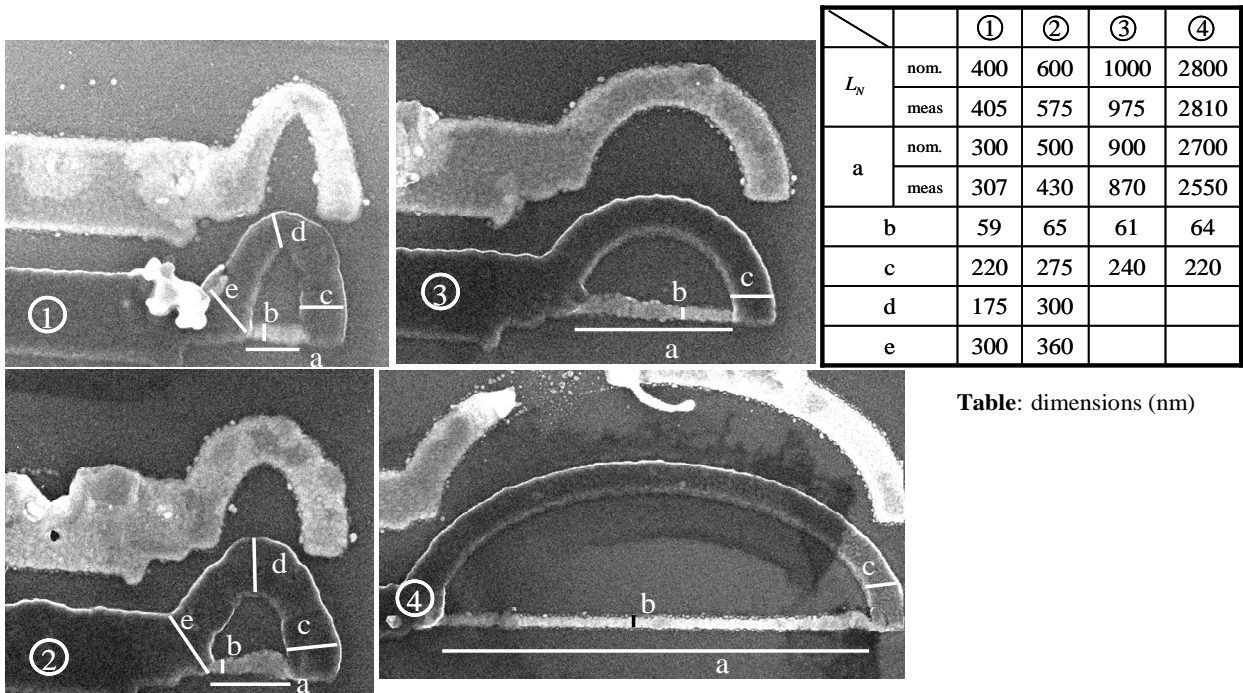 ① ② ③ ④
L_N nom. 400 600 1000 2800
meas 405 575 975 2810
a nom. 300 500 900 2700
meas 307 430 870 2550
b 59 65 61 64
c 220 275 240 220
d 175 300
e 300 360
Table: dimensions (nm)
d
e
c
b
①
a
c
b
③
a
d
e
c
b
②
a
c
b
④
a